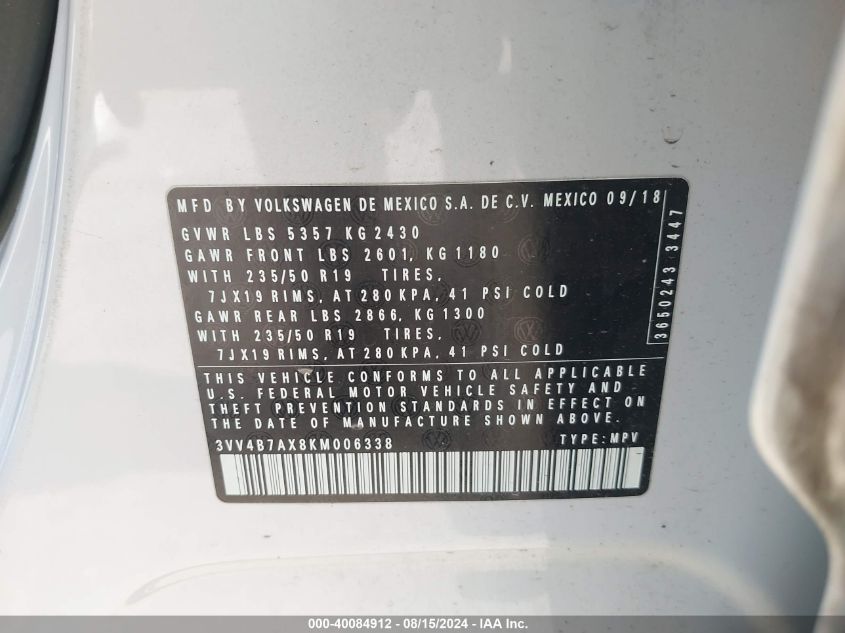 MFD BY VOLKSWAGEN DE MEXICO S.A. DE C.V. MEXICO 09/18
GVWR LBS 5357 KG 2430
GAWR FRONT LBS 2601, KG 1180
WITH 235/50 R19 TIRES,
7JX19 RIMS, AT 280 KPA, 41 PSI COLD
GAWR REAR LBS 2866, KG 1300
WITH 235/50 R19 TIRES,
7JX19 RIMS, AT 280 KPA, 41 PSI COLD
3650243 3447
THIS VEHICLE CONFORMS TO ALL APPLICABLE
U.S. FEDERAL MOTOR VEHICLE SAFETY AND
THEFT PREVENTION STANDARDS IN EFFECT ON
THE DATE OF MANUFACTURE SHOWN ABOVE.
3VV4B7AX8KM006338 TYPE: MPV
000-40084912 - 08/15/2024 - IAA Inc.